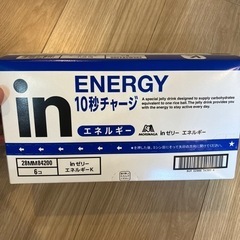 ENERGY
A special jelly drink designed to supply carbohydrates
equivalent to one rice ball. The jelly drink provides you
with the energy to stay active every day.
in
10秒チャージ
エネルギー
MORINAGA
inゼリー エネルギー
28MM84200
inゼリー
6コ
エネルギーK